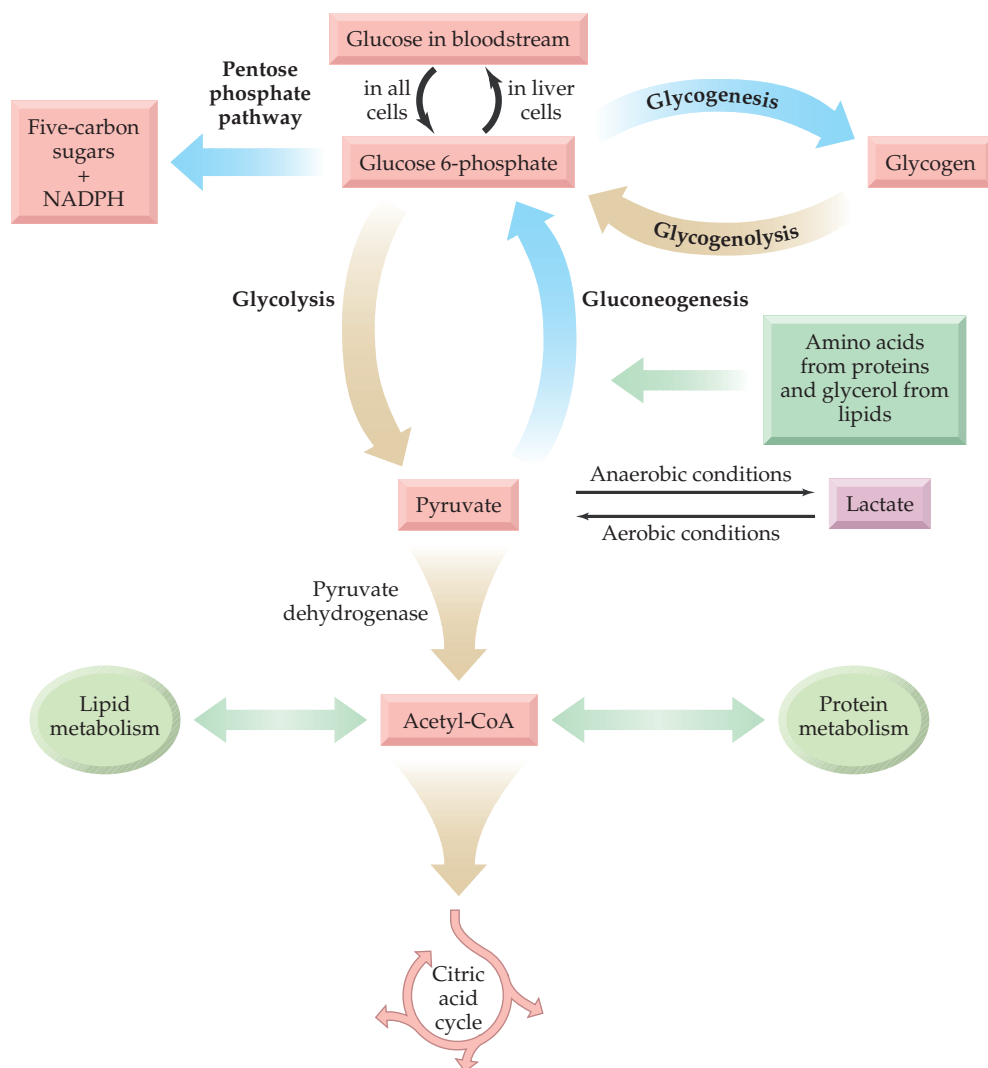 Glucose in bloodstream
Pentose
phosphate
pathway
in all
cells
in liver
cells
Glycogenesis
Five-carbon
sugars
+
NADPH
Glucose 6-phosphate
Glycogen
Glycogenolysis
Glycolysis
Gluconeogenesis
Amino acids
from proteins
and glycerol from
lipids
Pyruvate
Anaerobic conditions
Aerobic conditions
Lactate
Pyruvate
dehydrogenase
Lipid
metabolism
Acetyl-CoA
Protein
metabolism
Citric
acid
cycle